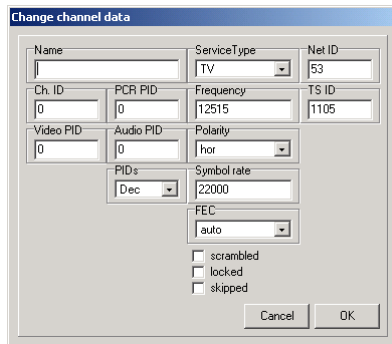 Change channel data
Name ServiceType Net ID
TV 53
Ch. ID PCR PID Frequency TS ID
0 0 12515 1105
Video PID Audio PID Polarity
0 0 hor
PIDs Symbol rate
Dec 22000
FEC
auto
scrambled
locked
skipped
Cancel OK